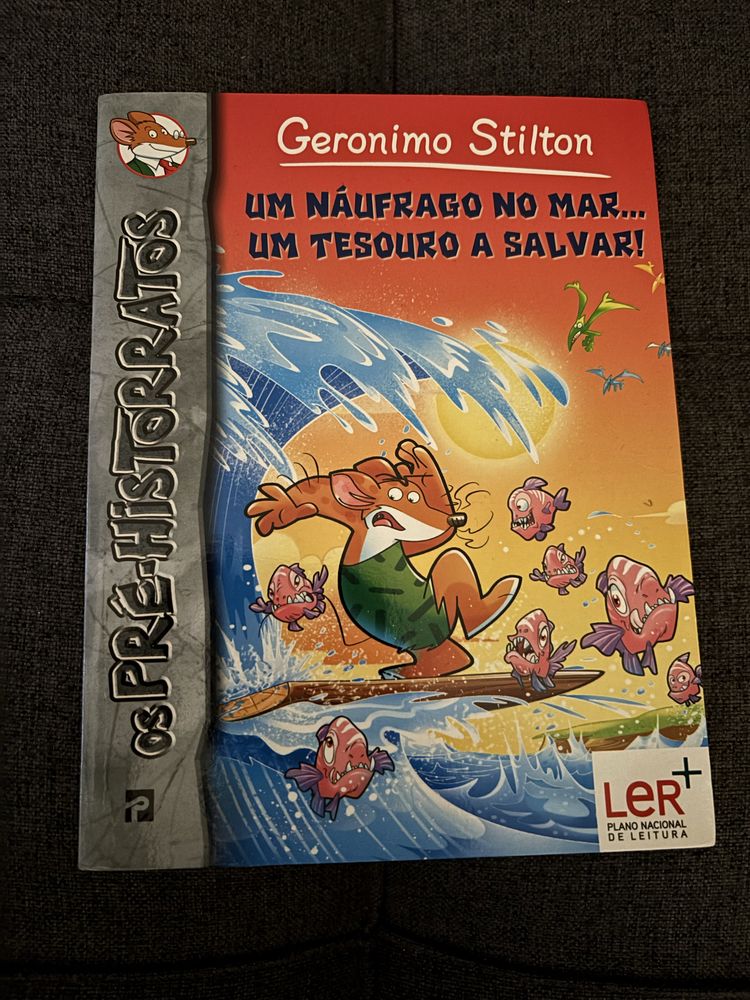 Geronimo Stilton
UM NÁUFRAGO NO MAR...
UM TESOURO A SALVAR!
OS PRÉ-HISTORRATOS
P
LeR+
PLANO NACIONAL
DE LEITURA